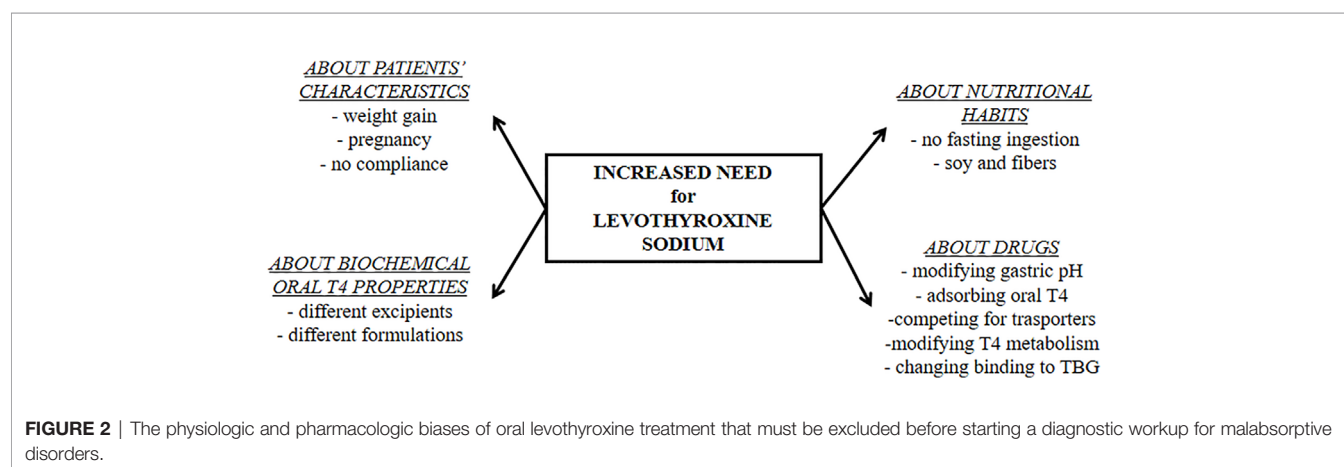 ABOUT PATIENTS'
CHARACTERISTICS
- weight gain
- pregnancy
- no compliance
ABOUT BIOCHEMICAL
ORAL T4 PROPERTIES
- different excipients
- different formulations
INCREASED NEED
for
LEVOTHYROXINE
SODIUM
ABOUT NUTRITIONAL
HABITS
- no fasting ingestion
- soy and fibers
ABOUT DRUGS
- modifying gastric pH
- adsorbing oral T4
-competing for trasporters
-modifying T4 metabolism
- changing binding to TBG
FIGURE 2 | The physiologic and pharmacologic biases of oral levothyroxine treatment that must be excluded before starting a diagnostic workup for malabsorptive
disorders.